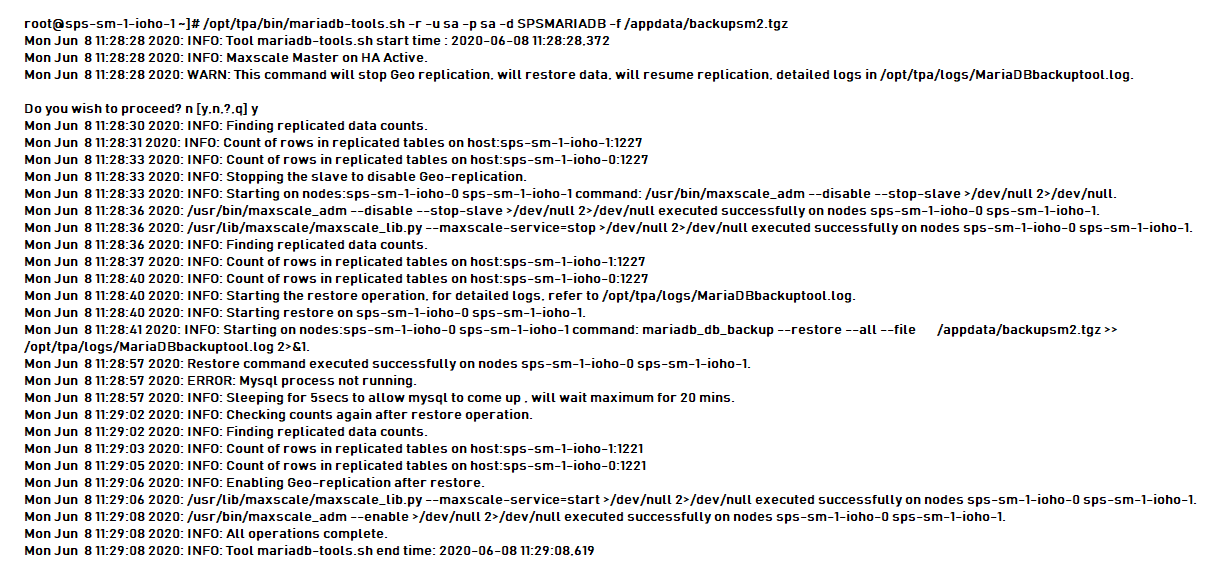 root@sps-sm-1-ioho-1 ~]# /opt/tpa/bin/mariadb-tools.sh -r -u sa -p sa -d SPSMARIADB -f /appdata/backupsm2.tgz
Mon Jun  8 11:28:28 2020: INFO: Tool mariadb-tools.sh start time : 2020-06-08 11:28:28,372
Mon Jun  8 11:28:28 2020: INFO: Maxscale Master on HA Active.
Mon Jun  8 11:28:28 2020: WARN: This command will stop Geo replication, will restore data, will resume replication, detailed logs in /opt/tpa/logs/MariaDBbackuptool.log.
Do you wish to proceed? n [y,n,?,q] y
Mon Jun  8 11:28:30 2020: INFO: Finding replicated data counts.
Mon Jun  8 11:28:31 2020: INFO: Count of rows in replicated tables on host:sps-sm-1-ioho-1:1227
Mon Jun  8 11:28:33 2020: INFO: Count of rows in replicated tables on host:sps-sm-1-ioho-0:1227
Mon Jun  8 11:28:33 2020: INFO: Stopping the slave to disable Geo-replication.
Mon Jun  8 11:28:33 2020: INFO: Starting on nodes:sps-sm-1-ioho-0 sps-sm-1-ioho-1 command: /usr/bin/maxscale_adm --disable --stop-slave >/dev/null 2>/dev/null.
Mon Jun  8 11:28:36 2020: /usr/bin/maxscale_adm --disable --stop-slave >/dev/null 2>/dev/null executed successfully on nodes sps-sm-1-ioho-0 sps-sm-1-ioho-1.
Mon Jun  8 11:28:36 2020: /usr/lib/maxscale/maxscale_lib.py --maxscale-service=stop >/dev/null 2>/dev/null executed successfully on nodes sps-sm-1-ioho-0 sps-sm-1-ioho-1.
Mon Jun  8 11:28:36 2020: INFO: Finding replicated data counts.
Mon Jun  8 11:28:37 2020: INFO: Count of rows in replicated tables on host:sps-sm-1-ioho-1:1227
Mon Jun  8 11:28:40 2020: INFO: Count of rows in replicated tables on host:sps-sm-1-ioho-0:1227
Mon Jun  8 11:28:40 2020: INFO: Starting the restore operation, for detailed logs, refer to /opt/tpa/logs/MariaDBbackuptool.log.
Mon Jun  8 11:28:40 2020: INFO: Starting restore on sps-sm-1-ioho-0 sps-sm-1-ioho-1.
Mon Jun  8 11:28:41 2020: INFO: Starting on nodes:sps-sm-1-ioho-0 sps-sm-1-ioho-1 command: mariadb_db_backup --restore --all --file      /appdata/backupsm2.tgz >>
/opt/tpa/logs/MariaDBbackuptool.log 2>&1.
Mon Jun  8 11:28:57 2020: Restore command executed successfully on nodes sps-sm-1-ioho-0 sps-sm-1-ioho-1.
Mon Jun  8 11:28:57 2020: ERROR: Mysql process not running.
Mon Jun  8 11:28:57 2020: INFO: Sleeping for 5secs to allow mysql to come up , will wait maximum for 20 mins.
Mon Jun  8 11:29:02 2020: INFO: Checking counts again after restore operation.
Mon Jun  8 11:29:02 2020: INFO: Finding replicated data counts.
Mon Jun  8 11:29:03 2020: INFO: Count of rows in replicated tables on host:sps-sm-1-ioho-1:1221
Mon Jun  8 11:29:05 2020: INFO: Count of rows in replicated tables on host:sps-sm-1-ioho-0:1221
Mon Jun  8 11:29:06 2020: INFO: Enabling Geo-replication after restore.
Mon Jun  8 11:29:06 2020: /usr/lib/maxscale/maxscale_lib.py --maxscale-service=start >/dev/null 2>/dev/null executed successfully on nodes sps-sm-1-ioho-0 sps-sm-1-ioho-1.
Mon Jun  8 11:29:08 2020: /usr/bin/maxscale_adm --enable >/dev/null 2>/dev/null executed successfully on nodes sps-sm-1-ioho-0 sps-sm-1-ioho-1.
Mon Jun  8 11:29:08 2020: INFO: All operations complete.
Mon Jun  8 11:29:08 2020: INFO: Tool mariadb-tools.sh end time: 2020-06-08 11:29:08,619